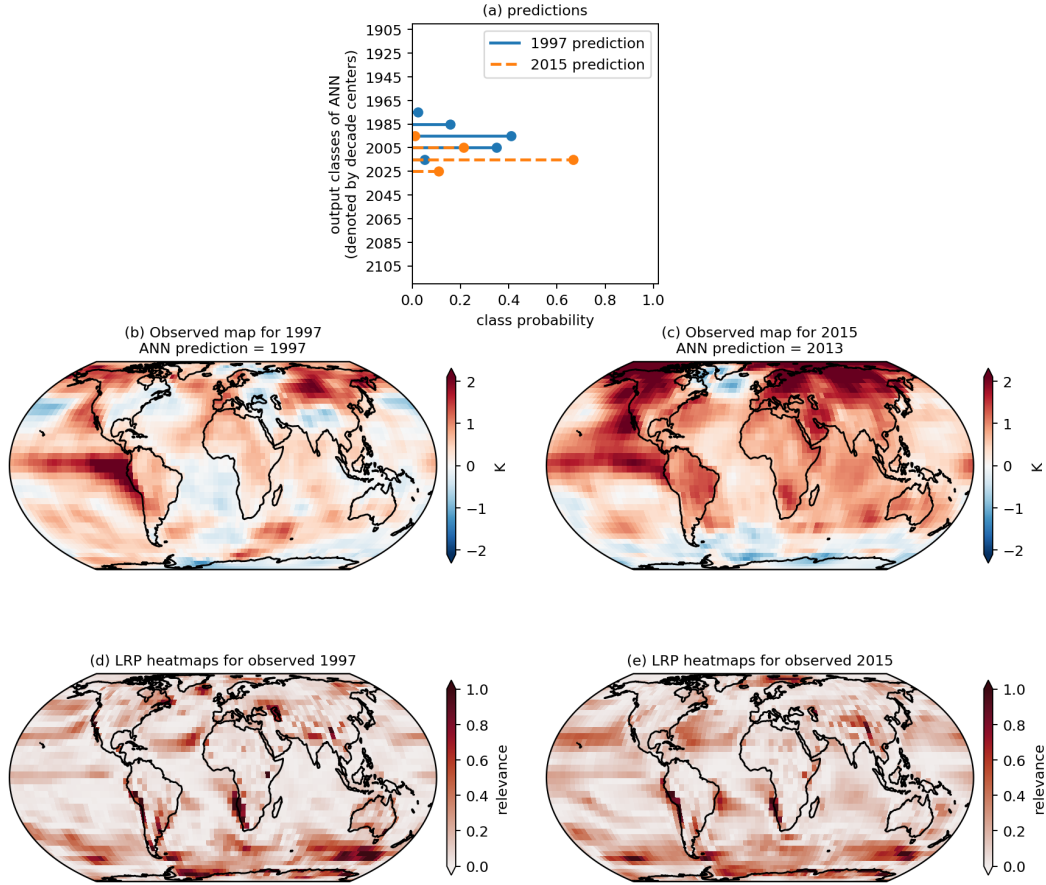 (a) predictions
1905
1925
1945
1965
1985
2005
2025
2045
2065
2085
2105
output classes of ANN
(denoted by decade centers)
1997 prediction
2015 prediction
0.0 0.2 0.4 0.6 0.8 1.0
class probability
(b) Observed map for 1997
ANN prediction = 1997
2
1
0
−1
−2
K
(c) Observed map for 2015
ANN prediction = 2013
2
1
0
−1
−2
K
(d) LRP heatmaps for observed 1997
1.0
0.8
0.6
0.4
0.2
0.0
relevance
(e) LRP heatmaps for observed 2015
1.0
0.8
0.6
0.4
0.2
0.0
relevance